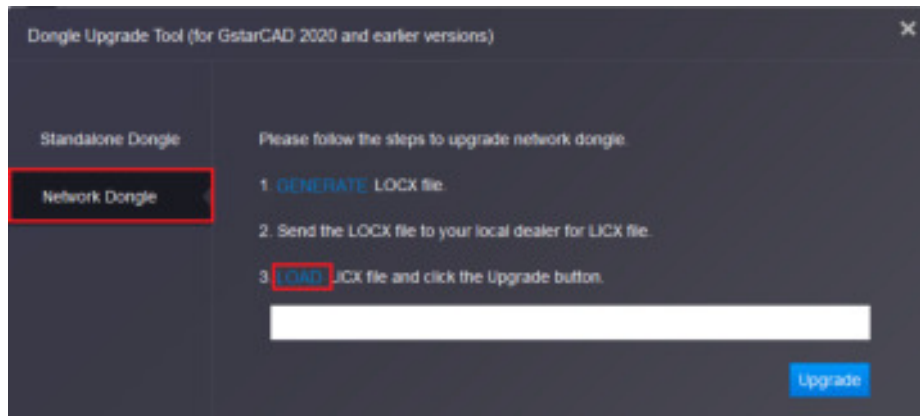 Dongle Upgrade Tool (for GstarCAD 2020 and earlier versions)
Standalone Dongle
Network Dongle
Please follow the steps to upgrade network dongle.
1. GENERATE LOCX file.
2. Send the LOCX file to your local dealer for LICX file.
3. LOAD LICX file and click the Upgrade button.
Upgrade